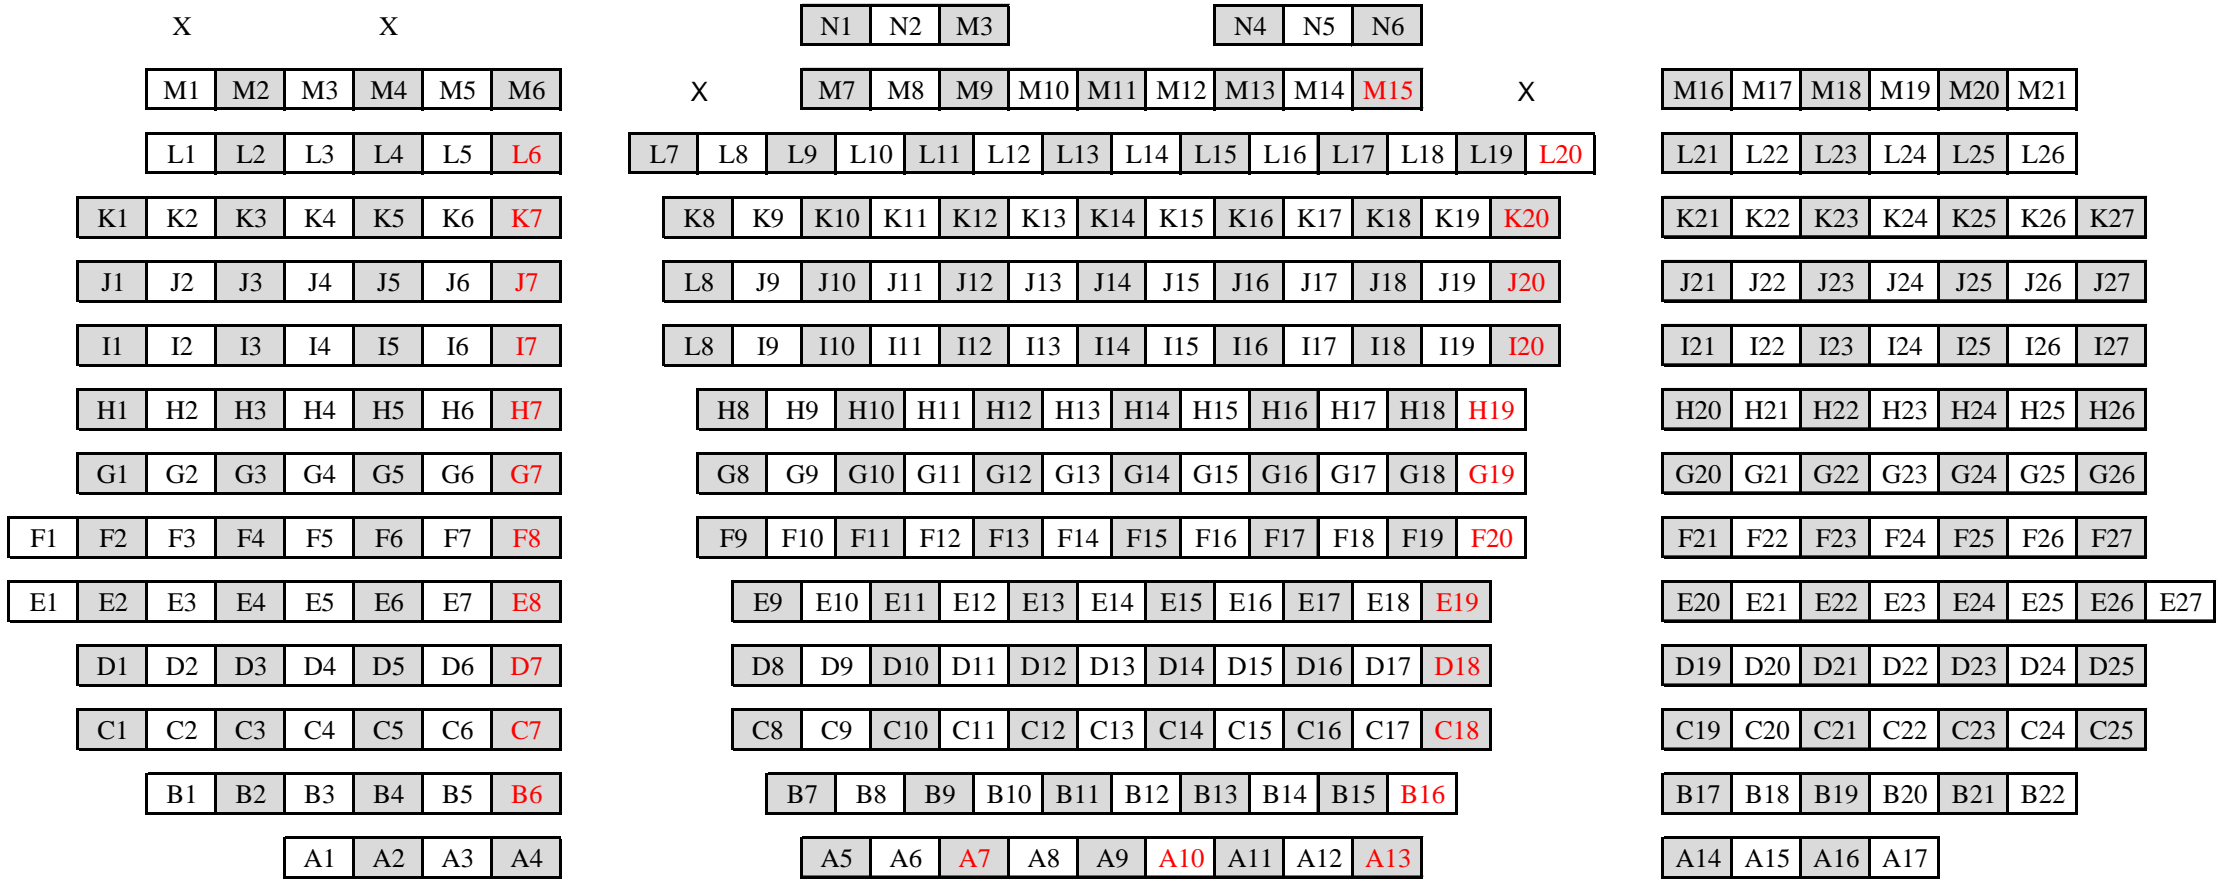 X X N1 N2 M3 N4 N5 N6
M1 M2 M3 M4 M5 M6 X M7 M8 M9 M10 M11 M12 M13 M14 M15 X M16 M17 M18 M19 M20 M21
L1 L2 L3 L4 L5 L6 L7 L8 L9 L10 L11 L12 L13 L14 L15 L16 L17 L18 L19 L20 L21 L22 L23 L24 L25 L26
K1 K2 K3 K4 K5 K6 K7 K8 K9 K10 K11 K12 K13 K14 K15 K16 K17 K18 K19 K20 K21 K22 K23 K24 K25 K26 K27
J1 J2 J3 J4 J5 J6 J7 L8 J9 J10 J11 J12 J13 J14 J15 J16 J17 J18 J19 J20 J21 J22 J23 J24 J25 J26 J27
I1 I2 I3 I4 I5 I6 I7 L8 I9 I10 I11 I12 I13 I14 I15 I16 I17 I18 I19 I20 I21 I22 I23 I24 I25 I26 I27
H1 H2 H3 H4 H5 H6 H7 H8 H9 H10 H11 H12 H13 H14 H15 H16 H17 H18 H19 H20 H21 H22 H23 H24 H25 H26
G1 G2 G3 G4 G5 G6 G7 G8 G9 G10 G11 G12 G13 G14 G15 G16 G17 G18 G19 G20 G21 G22 G23 G24 G25 G26
F1 F2 F3 F4 F5 F6 F7 F8 F9 F10 F11 F12 F13 F14 F15 F16 F17 F18 F19 F20 F21 F22 F23 F24 F25 F26 F27
E1 E2 E3 E4 E5 E6 E7 E8 E9 E10 E11 E12 E13 E14 E15 E16 E17 E18 E19 E20 E21 E22 E23 E24 E25 E26 E27
D1 D2 D3 D4 D5 D6 D7 D8 D9 D10 D11 D12 D13 D14 D15 D16 D17 D18 D19 D20 D21 D22 D23 D24 D25
C1 C2 C3 C4 C5 C6 C7 C8 C9 C10 C11 C12 C13 C14 C15 C16 C17 C18 C19 C20 C21 C22 C23 C24 C25
B1 B2 B3 B4 B5 B6 B7 B8 B9 B10 B11 B12 B13 B14 B15 B16 B17 B18 B19 B20 B21 B22
A1 A2 A3 A4 A5 A6 A7 A8 A9 A10 A11 A12 A13 A14 A15 A16 A17